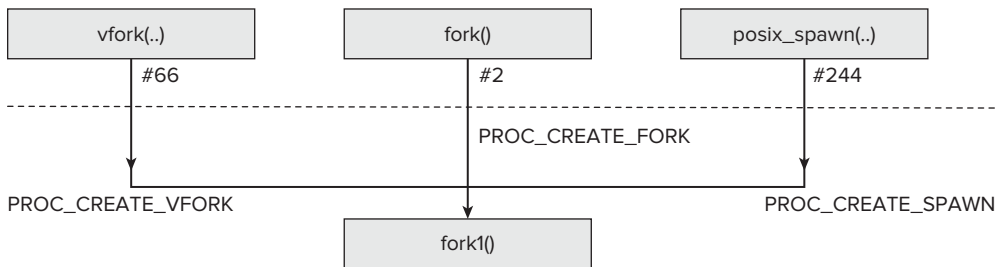 vfork(..)
fork()
posix_spawn(..)
#66
#2
#244
PROC_CREATE_FORK
PROC_CREATE_VFORK
PROC_CREATE_SPAWN
fork1()